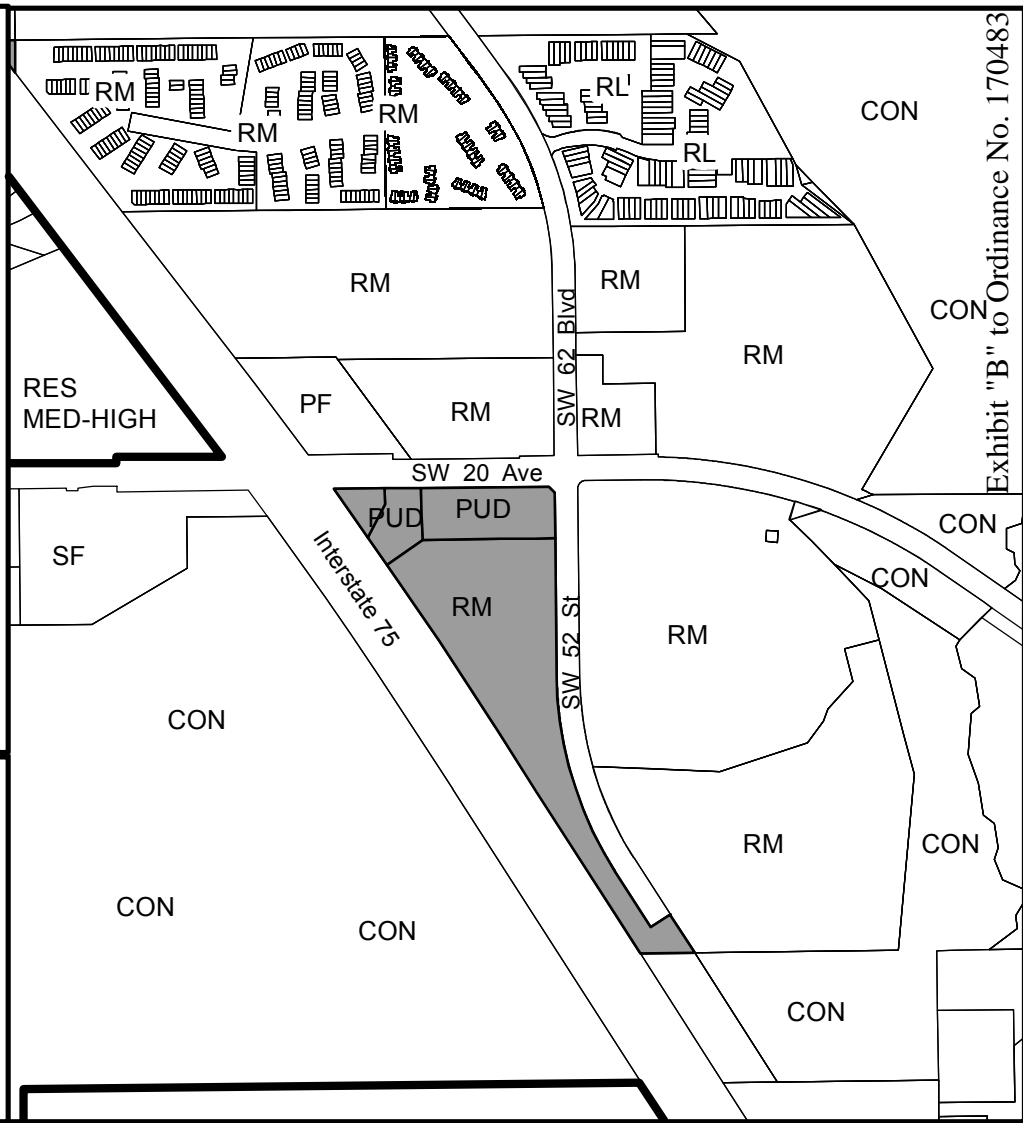 RM
RM
RM
RL
RL
CON
RM
RM
CON
RM
RES
MED-HIGH
PF
RM
RM
SW 62 Blvd
SW 20 Ave
PUD
PUD
CON
SF
Interstate 75
CON
RM
SW 52 St
RM
CON
RM
CON
CON
CON
CON
Exhibit "B" to Ordinance No. 170483